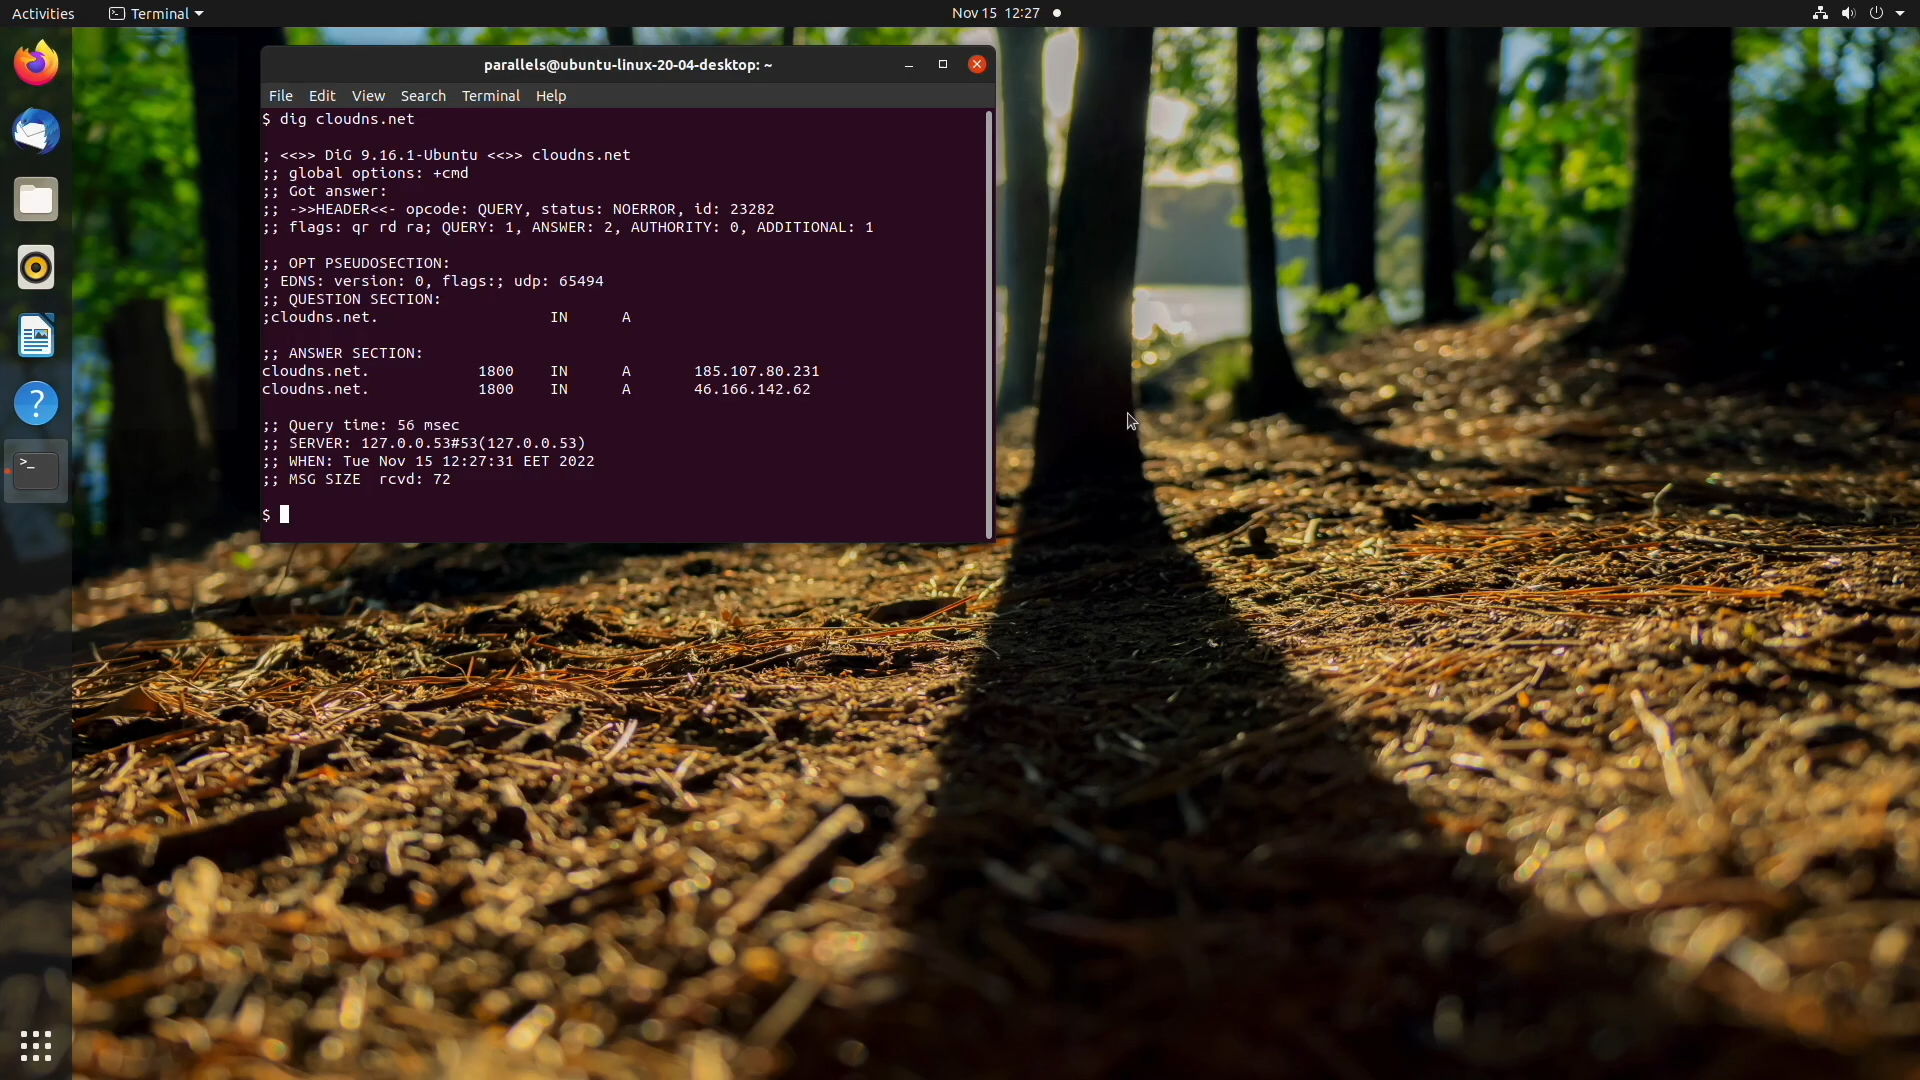 Activities Terminal Nov 15 12:27
parallels@ubuntu-linux-20-04-desktop: ~
File Edit View Search Terminal Help
$ dig cloudns.net
; <<>> DiG 9.16.1-Ubuntu <<>> cloudns.net
;; global options: +cmd
;; Got answer:
;; ->>HEADER<<- opcode: QUERY, status: NOERROR, id: 23282
;; flags: qr rd ra; QUERY: 1, ANSWER: 2, AUTHORITY: 0, ADDITIONAL: 1
;; OPT PSEUDOSECTION:
; EDNS: version: 0, flags:; udp: 65494
;; QUESTION SECTION:
;cloudns.net. IN A
;; ANSWER SECTION:
cloudns.net. 1800 IN A 185.107.80.231
cloudns.net. 1800 IN A 46.166.142.62
;; Query time: 56 msec
;; SERVER: 127.0.0.53#53(127.0.0.53)
;; WHEN: Tue Nov 15 12:27:31 EET 2022
;; MSG SIZE  rcvd: 72
$